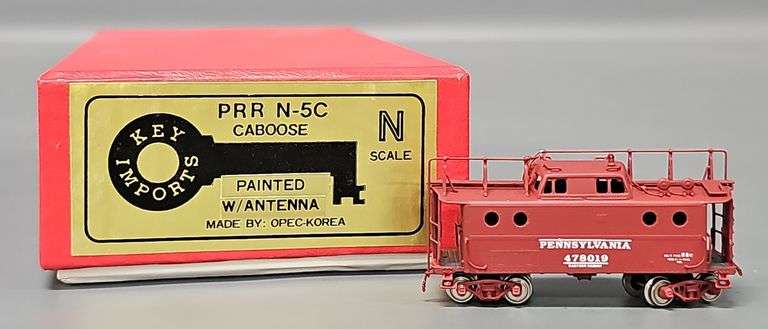 PRR N-5C
CABOOSE
N
SCALE
KEY
IMPORTS
PAINTED
W/ANTENNA
MADE BY: OPEC-KOREA
PENNSYLVANIA
478019